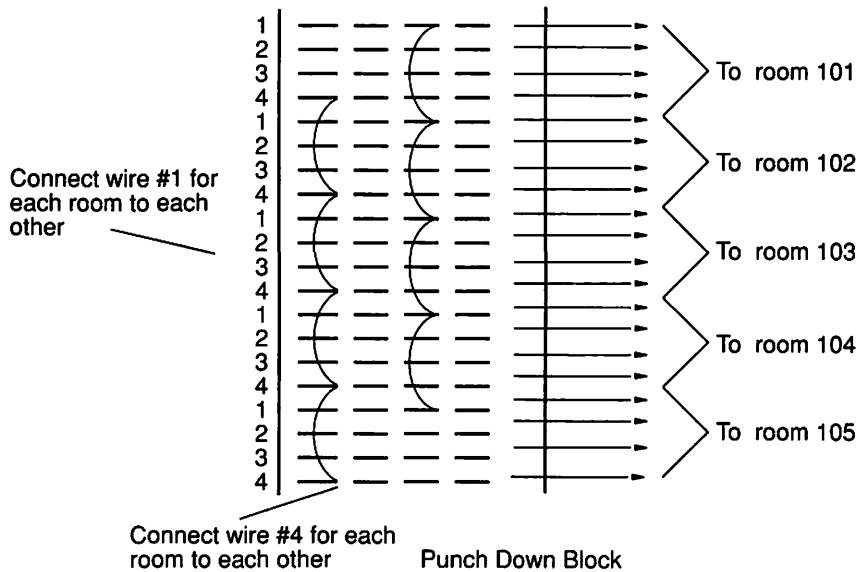 1
2
3
4
1
2
3
4
1
2
3
4
1
2
3
4
1
2
3
4
To room 101
To room 102
To room 103
To room 104
To room 105
Connect wire #1 for
each room to each
other
Connect wire #4 for each
room to each other
Punch Down Block